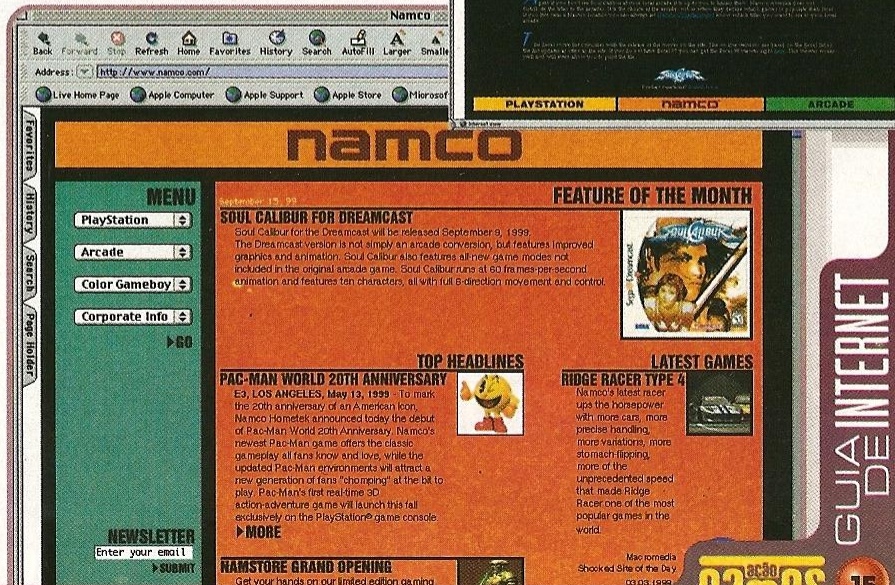 Namco
Back Forward Stop Refresh Home Favorites History Search AutoFill Larger Smalle
Address: http://www.namco.com/
Live Home Page Apple Computer Apple Support Apple Store Microsof
PLAYSTATION namco ARCADE
Favorites
History
Search
Page Holder
namco
MENU
PlayStation
Arcade
Color Gameboy
Corporate Info
GO
NEWSLETTER
Enter your email
SUBMIT
September 15, 99
FEATURE OF THE MONTH
SOUL CALIBUR FOR DREAMCAST
Soul Calibur for the Dreamcast will be released September 9, 1999.
The Dreamcast version is not simply an arcade conversion, but features improved
graphics and animation. Soul Calibur also features all-new game modes not
included in the original arcade game. Soul Calibur runs at 60 frames-per-second
animation and features ten characters, all with full 8-direction movement and control.
SoulCalibur
Sega Dreamcast
SEGA
TOP HEADLINES
PAC-MAN WORLD 20TH ANNIVERSARY
E3, LOS ANGELES, May 13, 1999 - To mark
the 20th anniversary of an American Icon,
Namco Hometek announced today the debut
of Pac-Man World 20th Anniversary. Namco's
newest Pac-Man game offers the classic
gameplay all fans know and love, while the
updated Pac-Man environments will attract a
new generation of fans "chomping" at the bit to
play. Pac-Man's first real-time 3D
action-adventure game will launch this fall
exclusively on the PlayStation® game console.
MORE
NAMSTORE GRAND OPENING
Get your hands on our limited edition gaming
LATEST GAMES
RIDGE RACER TYPE 4
Namco's latest racer
ups the horsepower
with more cars, more
precise handling,
more variations, more
stomach-flipping,
more of the
unprecedented speed
that made Ridge
Racer one of the most
popular games in the
world.
Macromedia
Shocked Site of the Day
03.03.1999
GUIA
DE INTERNET
ação
15